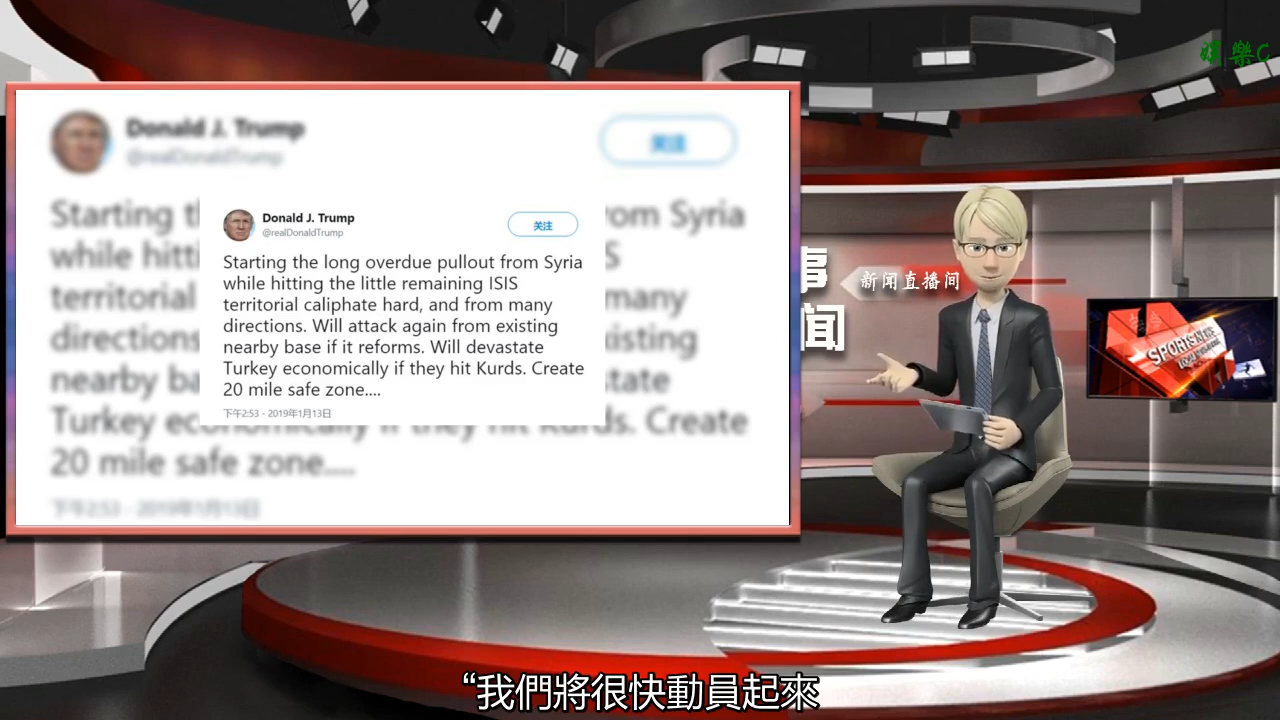 Donald J. Trump
@realDonaldTrump
关注
Starting the long overdue pullout from Syria
while hitting the little remaining ISIS
territorial caliphate hard, and from many
directions. Will attack again from existing
nearby base if it reforms. Will devastate
Turkey economically if they hit Kurds. Create
20 mile safe zone....
下午2:53 - 2019年1月13日
事
闻
新闻直播间
SPORTS
“我們將很快動員起來